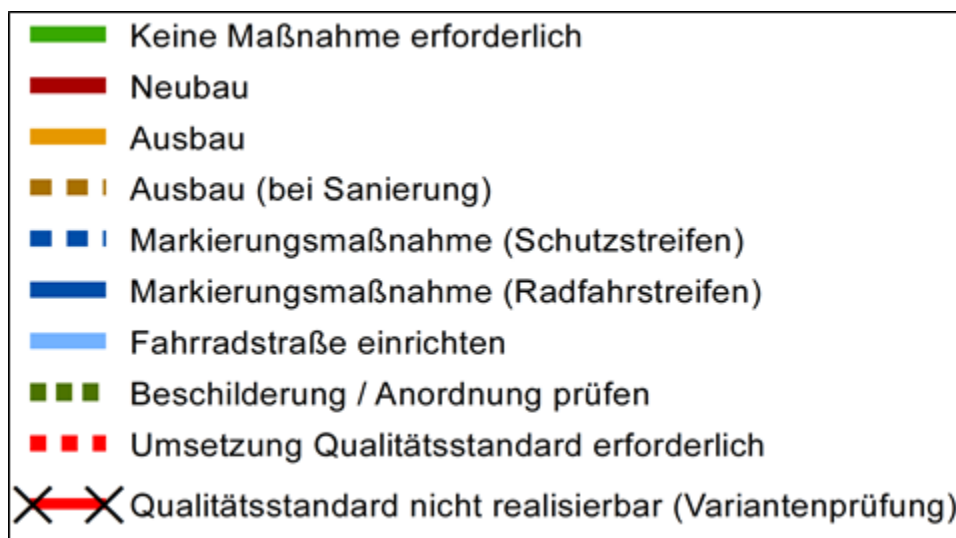 Keine Maßnahme erforderlich
Neubau
Ausbau
Ausbau (bei Sanierung)
Markierungsmaßnahme (Schutzstreifen)
Markierungsmaßnahme (Radfahrstreifen)
Fahrradstraße einrichten
Beschilderung / Anordnung prüfen
Umsetzung Qualitätsstandard erforderlich
Qualitätsstandard nicht realisierbar (Variantenprüfung)